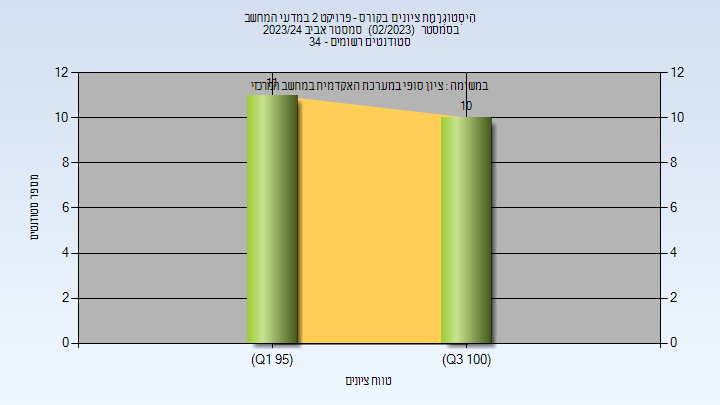 היסטוגרמת ציונים בקורס - פרויקט 2 במדעי המחשב
בסמסטר (02/2023) סמסטר אביב 2023/24
סטודנטים רשומים - 34
במשימה : ציון סופי במערכת האקדמית במחשב המרכזי
12
10
8
6
4
2
0
מספר סטודנטים
11
10
12
10
8
6
4
2
0
(Q1 95)
(Q3 100)
טווח ציונים